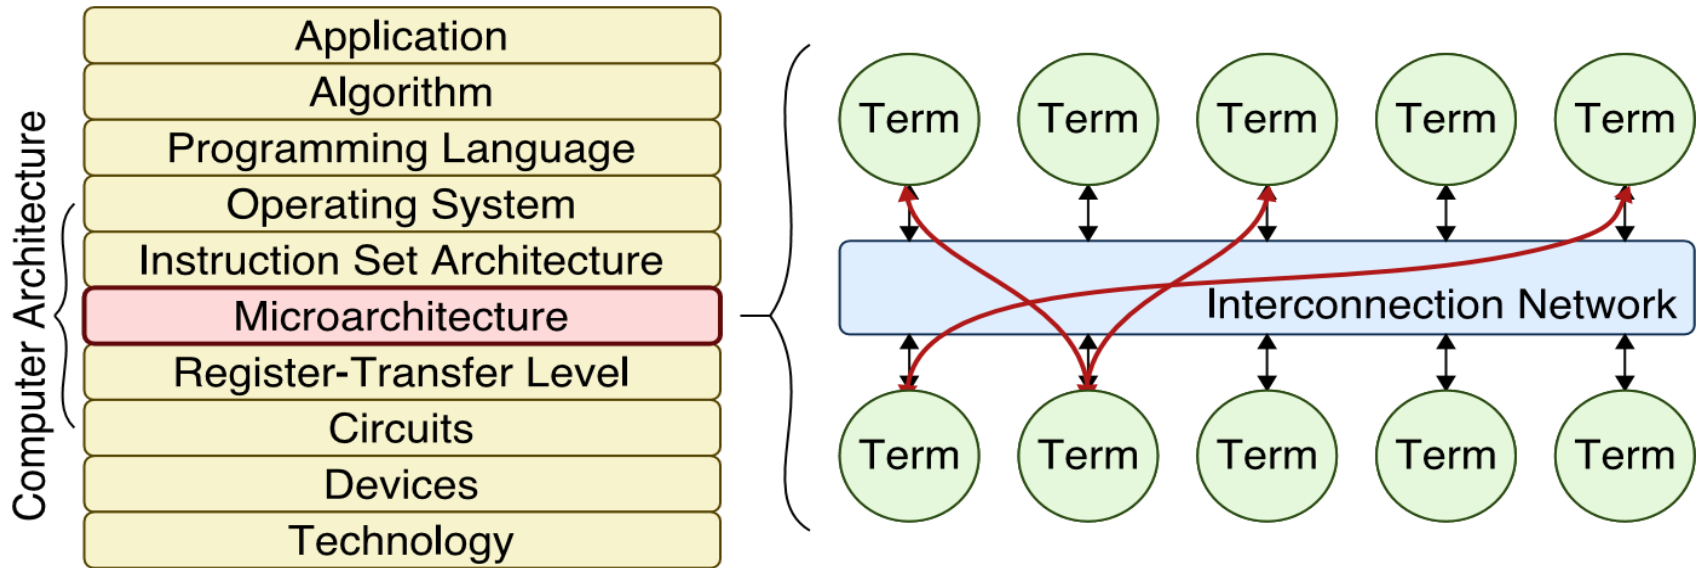 Computer Architecture
Application
Algorithm
Programming Language
Operating System
Instruction Set Architecture
Microarchitecture
Register-Transfer Level
Circuits
Devices
Technology
Term Term Term Term Term
Interconnection Network
Term Term Term Term Term